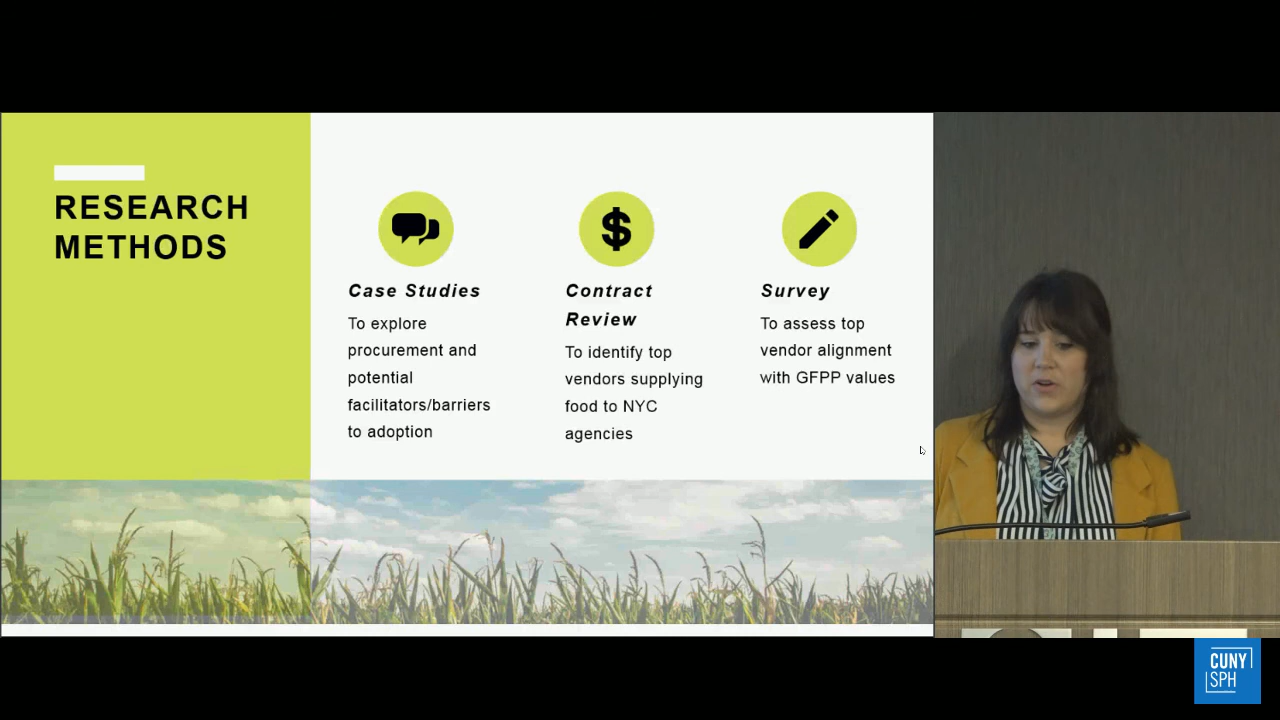 RESEARCH
METHODS
Case Studies
To explore
procurement and
potential
facilitators/barriers
to adoption
Contract
Review
To identify top
vendors supplying
food to NYC
agencies
Survey
To assess top
vendor alignment
with GFPP values
CUNY
SPH